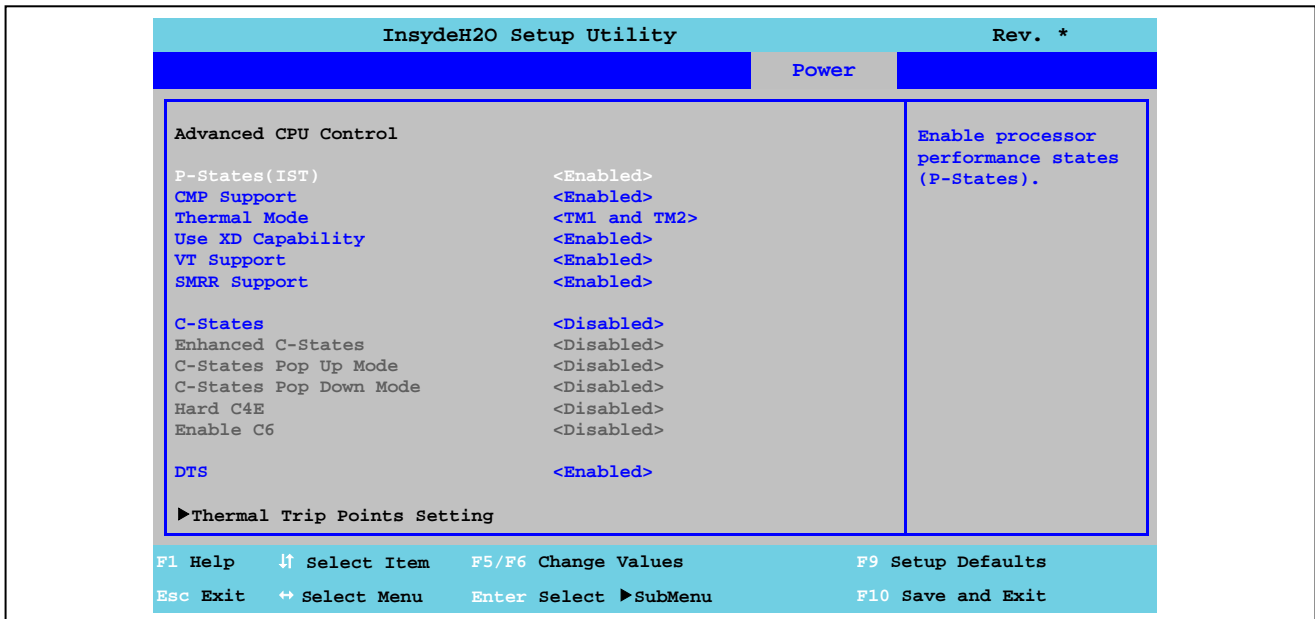 InsydeH2O Setup Utility Rev. *
Power
Advanced CPU Control
P-States(IST) <Enabled>
CMP Support <Enabled>
Thermal Mode <TM1 and TM2>
Use XD Capability <Enabled>
VT Support <Enabled>
SMRR Support <Enabled>
C-States <Disabled>
Enhanced C-States <Disabled>
C-States Pop Up Mode <Disabled>
C-States Pop Down Mode <Disabled>
Hard C4E <Disabled>
Enable C6 <Disabled>
DTS <Enabled>
▶Thermal Trip Points Setting
Enable processor
performance states
(P-States).
F1 Help ↓↑ Select Item F5/F6 Change Values F9 Setup Defaults
Esc Exit ↔ Select Menu Enter Select ▶SubMenu F10 Save and Exit